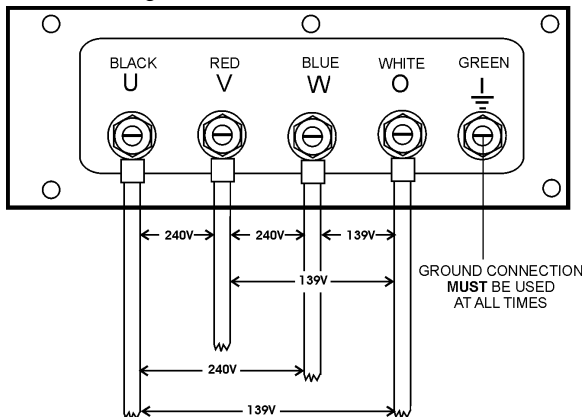 BLACK RED BLUE WHITE GREEN
U V W O
240V 240V 139V
139V
GROUND CONNECTION
MUST BE USED
AT ALL TIMES
240V
139V